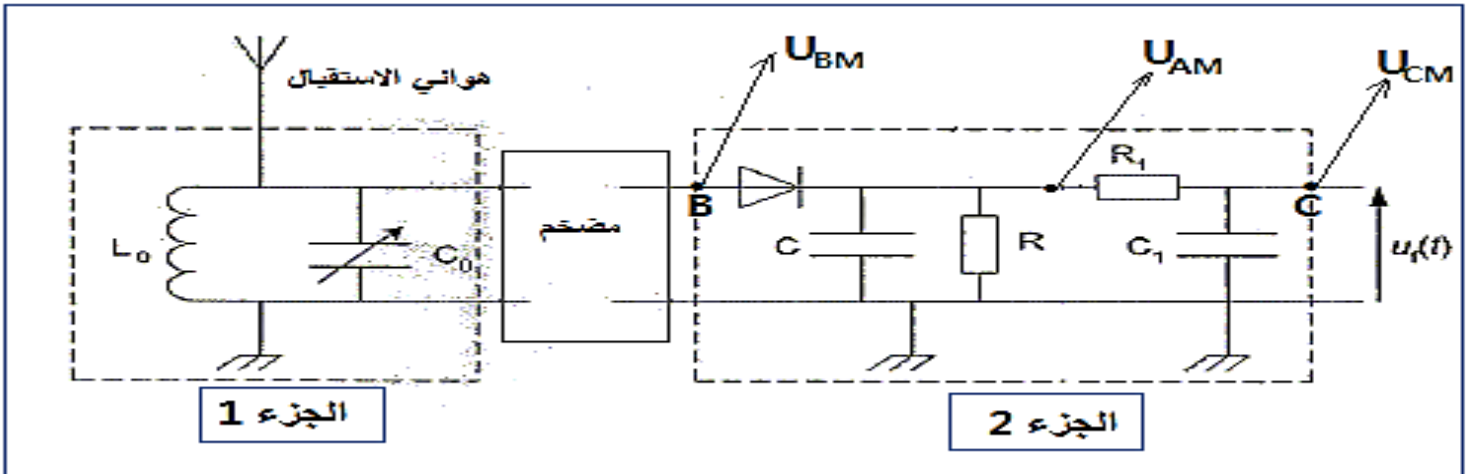 U_BM
U_AM
U_CM
هوائي الاستقبال
R₁
B
C
L₀
C₀
مضخم
C
R
C₁
u₁(t)
الجزء 1
الجزء 2